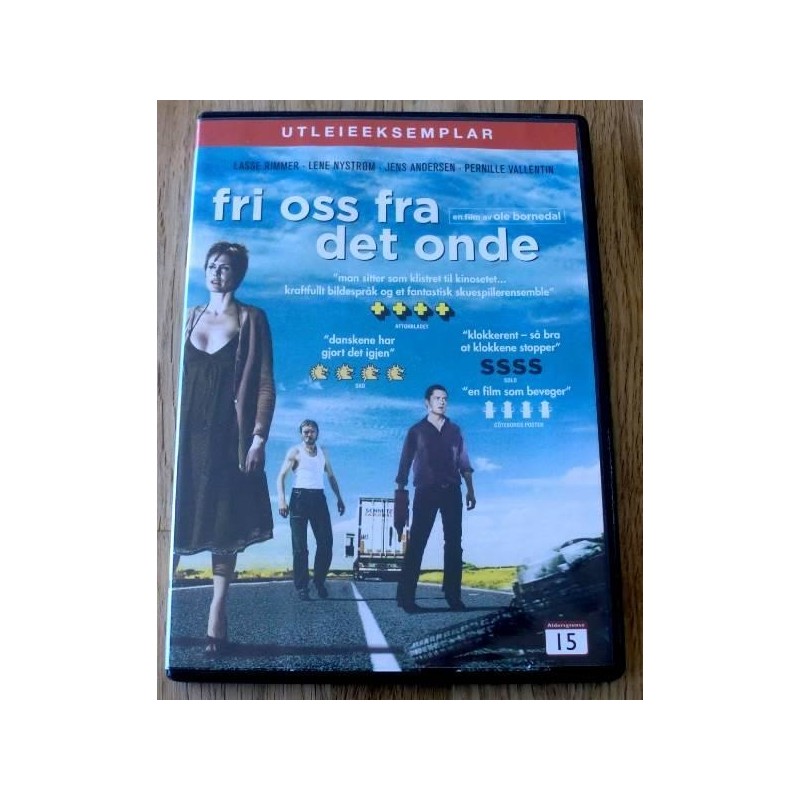 UTLEIEEKSEMPLAR
LASSE RIMMER - LENE NYSTRØM - JENS ANDERSEN - PERNILLE VALLENTIN
fri oss fra
en film av ole bornedal
det onde
"man sitter som klistret til kinosetet...
kraftfullt bildespråk og et fantastisk skuespillerensemble"
AFTONBLADET
"danskene har
gjort det igjen"
"klokkerent – så bra
at klokkene stopper"
SSSS
"en film som beveger"
GÖTEBORGS POSTEN
Aldersgrense
15